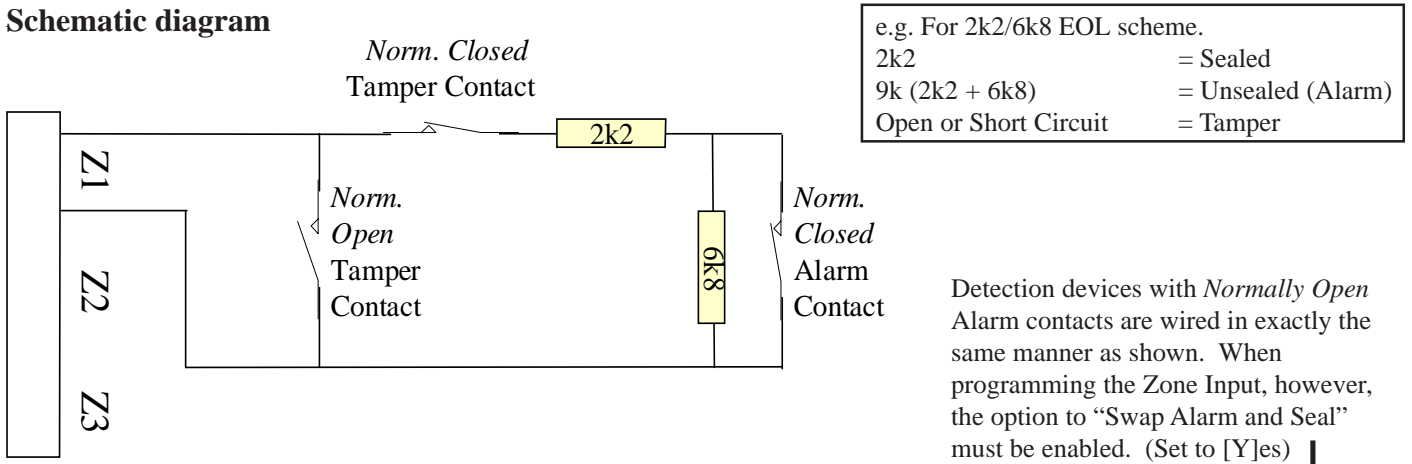 Schematic diagram
Norm. Closed
Tamper Contact
2k2
Z1
Z2
Z3
Norm.
Open
Tamper
Contact
6k8
Norm.
Closed
Alarm
Contact
e.g. For 2k2/6k8 EOL scheme.
2k2 = Sealed
9k (2k2 + 6k8) = Unsealed (Alarm)
Open or Short Circuit = Tamper
Detection devices with Normally Open
Alarm contacts are wired in exactly the
same manner as shown. When
programming the Zone Input, however,
the option to “Swap Alarm and Seal”
must be enabled. (Set to [Y]es)